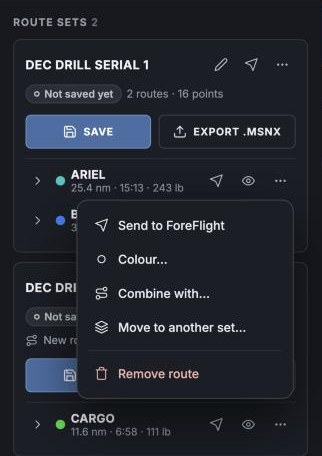 ROUTE SETS 2
DEC DRILL SERIAL 1
Not saved yet 2 routes · 16 points
SAVE EXPORT .MSNX
ARIEL
25.4 nm · 15:13 · 243 lb
Send to ForeFlight
Colour...
Combine with...
Move to another set...
Remove route
CARGO
11.6 nm · 6:58 · 111 lb